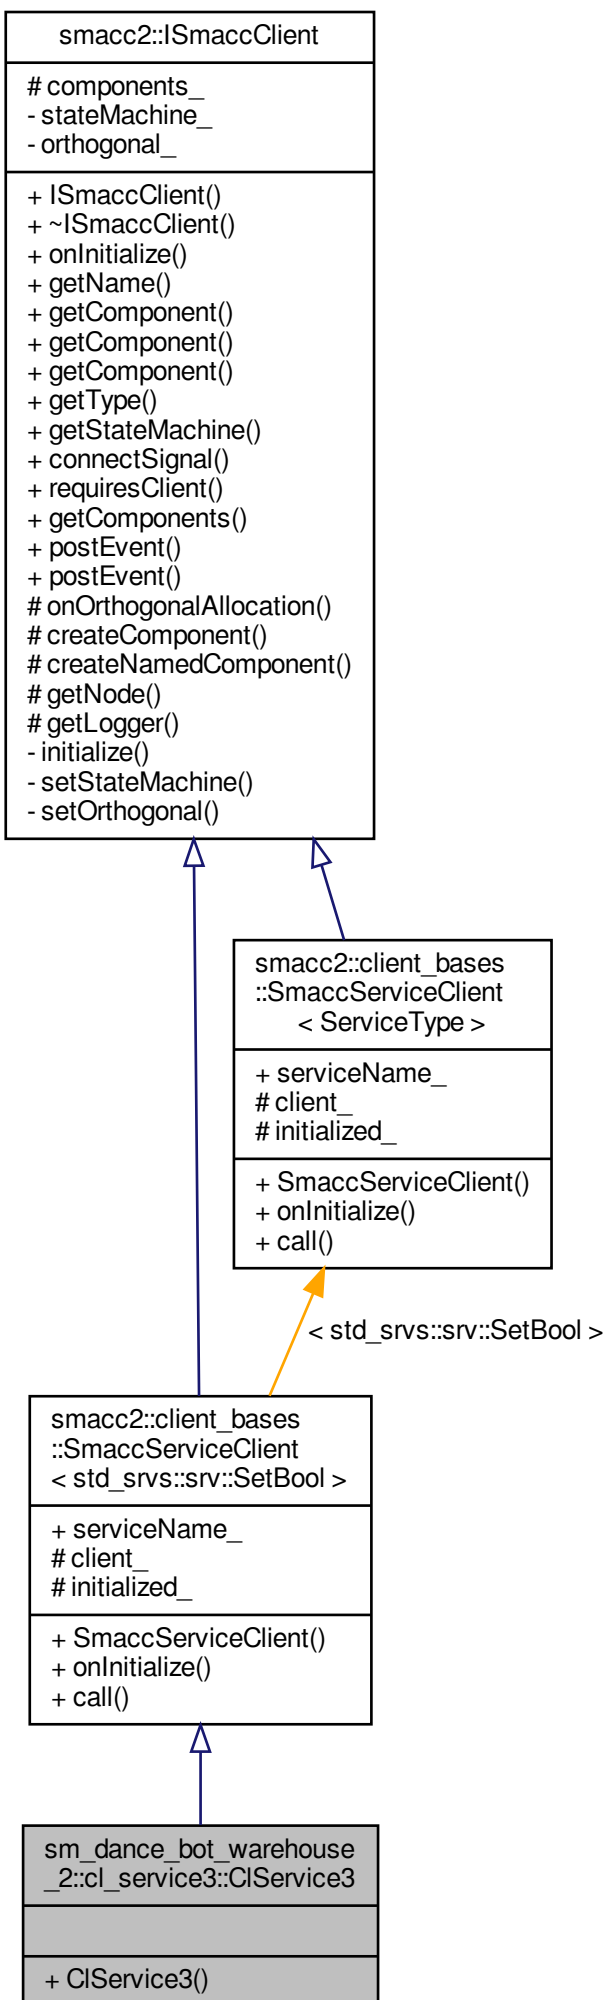 smacc2::ISmaccClient
# components_
- stateMachine_
- orthogonal_
+ ISmaccClient()
+ ~ISmaccClient()
+ onInitialize()
+ getName()
+ getComponent()
+ getComponent()
+ getComponent()
+ getType()
+ getStateMachine()
+ connectSignal()
+ requiresClient()
+ getComponents()
+ postEvent()
+ postEvent()
# onOrthogonalAllocation()
# createComponent()
# createNamedComponent()
# getNode()
# getLogger()
- initialize()
- setStateMachine()
- setOrthogonal()
smacc2::client_bases
::SmaccServiceClient
< ServiceType >
+ serviceName_
# client_
# initialized_
+ SmaccServiceClient()
+ onInitialize()
+ call()
< std_srvs::srv::SetBool >
smacc2::client_bases
::SmaccServiceClient
< std_srvs::srv::SetBool >
+ serviceName_
# client_
# initialized_
+ SmaccServiceClient()
+ onInitialize()
+ call()
sm_dance_bot_warehouse
_2::cl_service3::ClService3
+ ClService3()